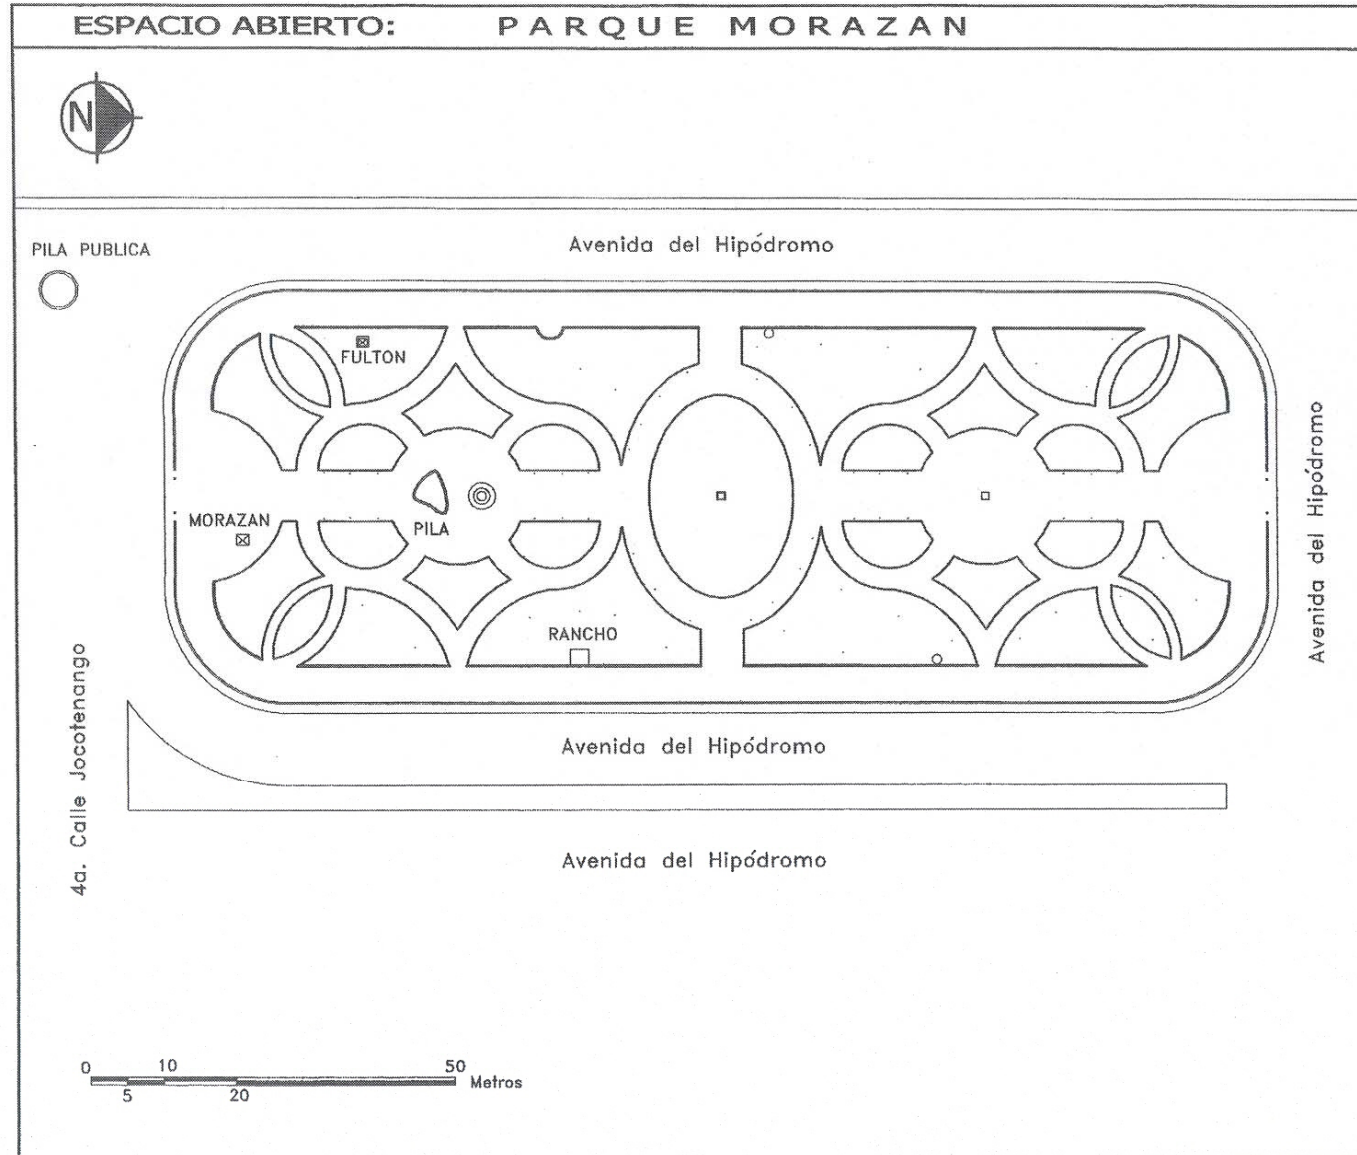 ESPACIO ABIERTO: PARQUE MORAZAN
N
PILA PUBLICA
Avenida del Hipódromo
FULTON
MORAZAN
PILA
RANCHO
Avenida del Hipódromo
4a. Calle Jocotenango
Avenida del Hipódromo
Avenida del Hipódromo
0 10 50
5 20
Metros